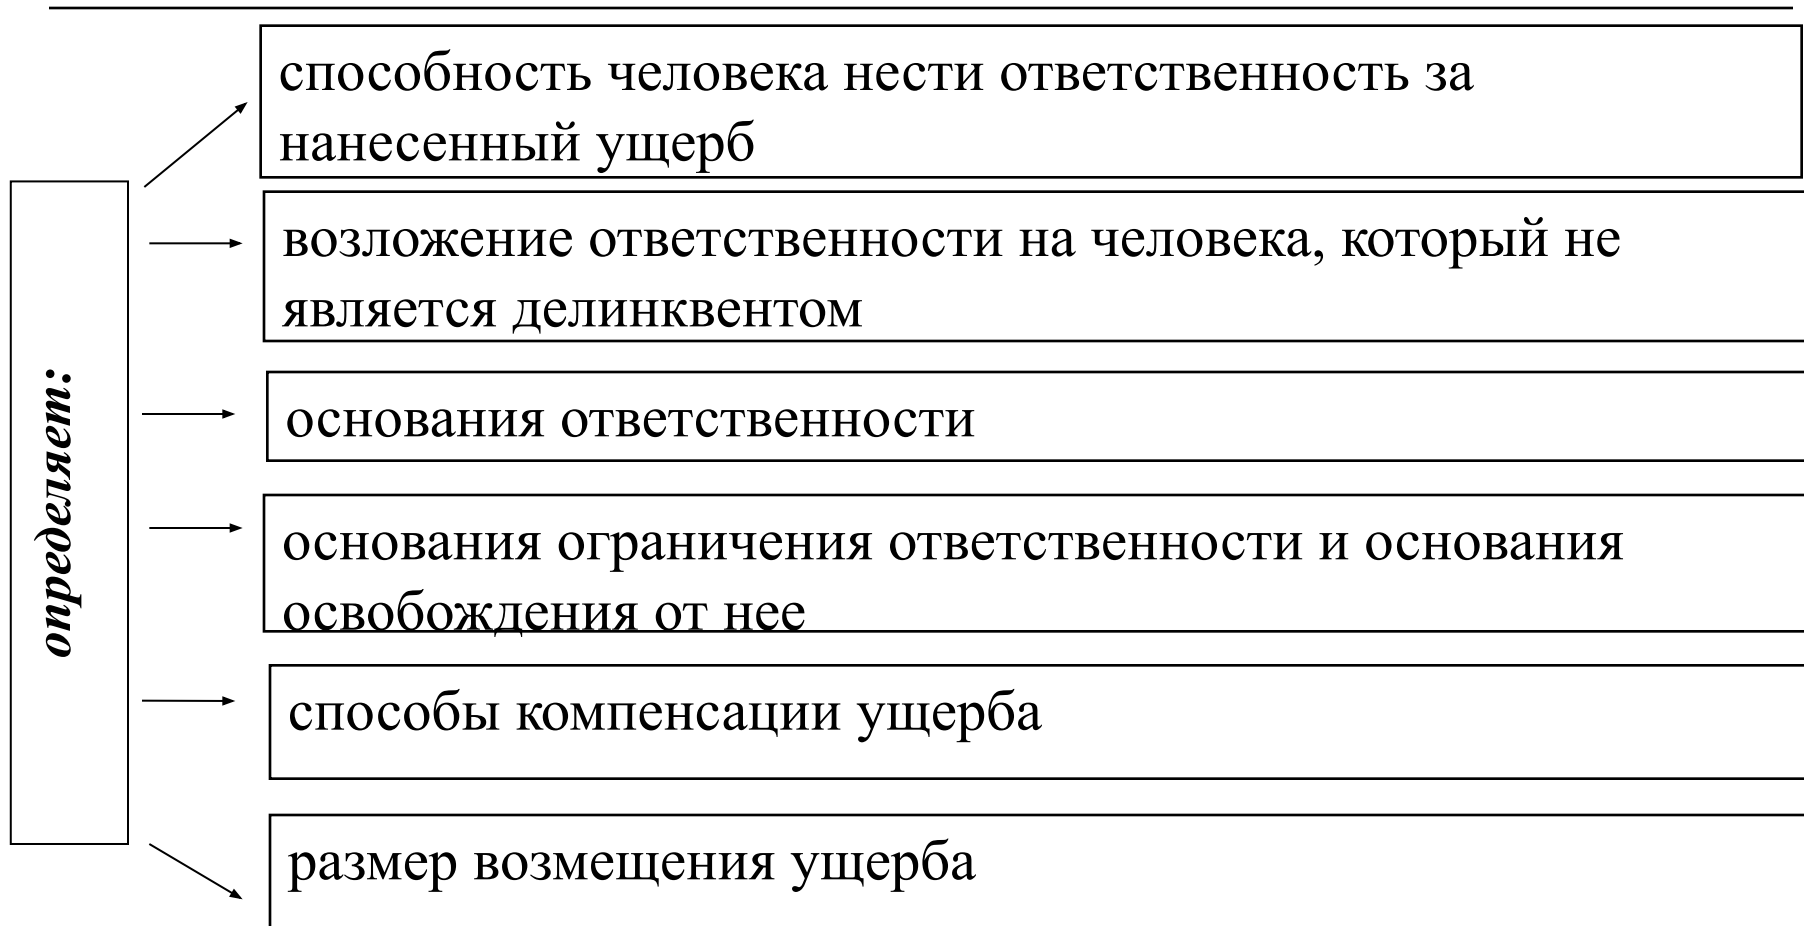 определяет:
способность человека нести ответственность за
нанесенный ущерб
возложение ответственности на человека, который не
является делинквентом
основания ответственности
основания ограничения ответственности и основания
освобождения от нее
способы компенсации ущерба
размер возмещения ущерба